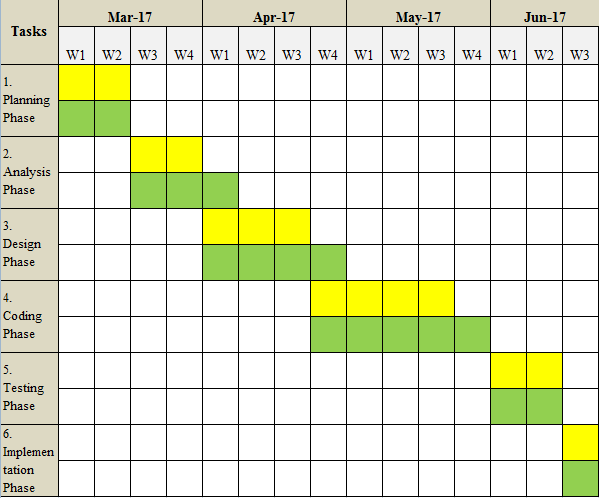 Tasks
Mar-17 Apr-17 May-17 Jun-17
W1 W2 W3 W4 W1 W2 W3 W4 W1 W2 W3 W4 W1 W2 W3
1.
Planning
Phase
2.
Analysis
Phase
3.
Design
Phase
4.
Coding
Phase
5.
Testing
Phase
6.
Implemen
tation
Phase